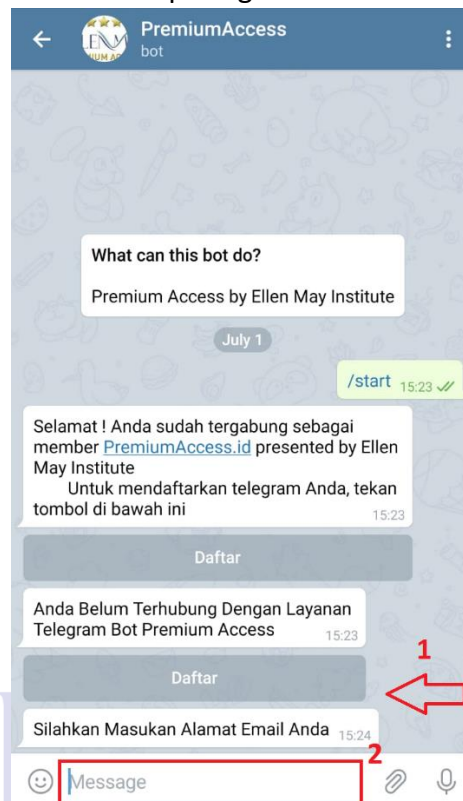 PremiumAccess
bot
What can this bot do?
Premium Access by Ellen May Institute
July 1
/start 15:23
Selamat ! Anda sudah tergabung sebagai
member PremiumAccess.id presented by Ellen
May Institute
Untuk mendaftarkan telegram Anda, tekan
tombol di bawah ini 15:23
Daftar
Anda Belum Terhubung Dengan Layanan
Telegram Bot Premium Access 15:23
1
Daftar
Silahkan Masukan Alamat Email Anda 15:24
2
Message